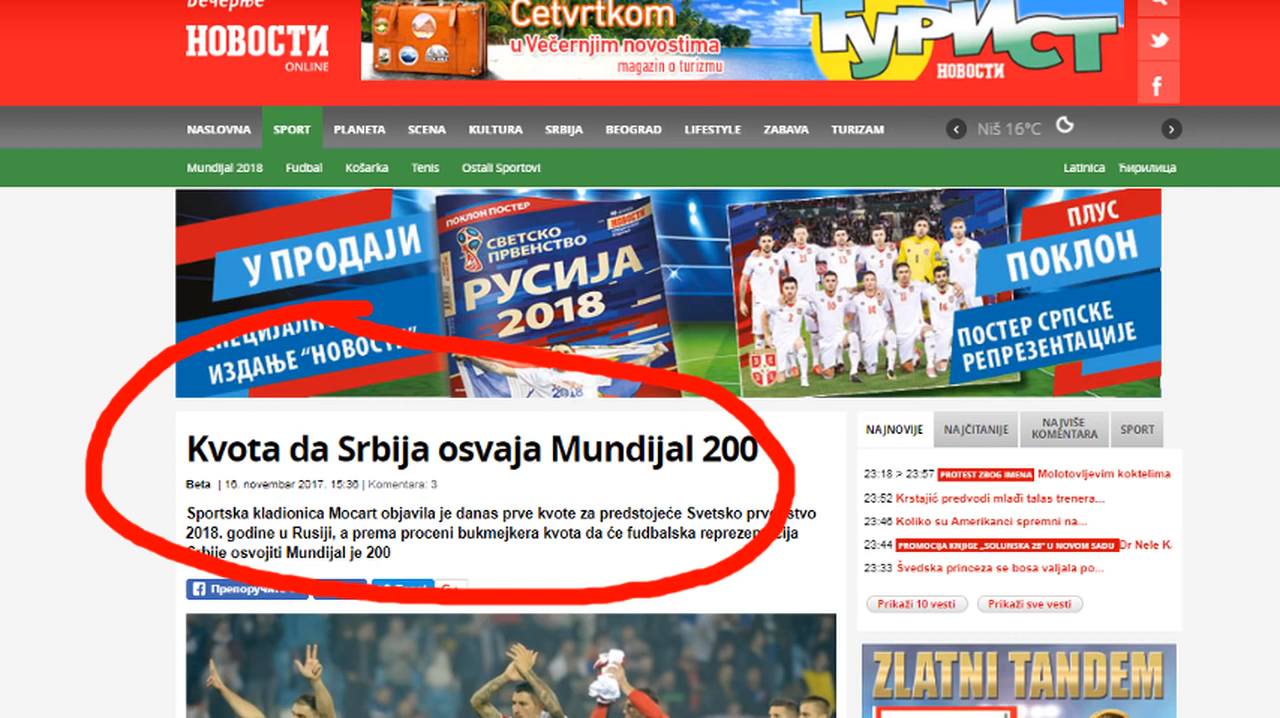 Вечерње
НОВОСТИ
ONLINE
Četvrtkom
u Večernjim novostima
magazin o turizmu
ТУРИСТ
НОВОСТИ
NASLOVNA SPORT PLANETA SCENA KULTURA SRBIJA BEOGRAD LIFESTYLE ZABAVA TURIZAM
Niš 16°C
Mundijal 2018 Fudbal Košarka Tenis Ostali Sportovi
Latinica Ћирилица
У ПРОДАЈИ
ИЗДАЊЕ “НОВОСТИ”
ПОКЛОН ПОСТЕР
НОВОСТИ
СВЕТСКО
ПРВЕНСТВО
РУСИЈА
2018
ПЛУС
ПОКЛОН
ПОСТЕР СРПСКЕ
РЕПРЕЗЕНТАЦИЈЕ
Kvota da Srbija osvaja Mundijal 200
Beta | 16. novembar 2017. 15:36 | Komentara: 3
Sportska kladionica Mocart objavila je danas prve kvote za predstojeće Svetsko prvenstvo
2018. godine u Rusiji, a prema proceni bukmejkera kvota da će fudbalska reprezentacija
Srbije osvojiti Mundijal je 200
NAJNOVIJE NAJČITANIJE NAJVIŠE KOMENTARA SPORT
23:18 > 23:57 PROTEST ZBOG IMENA Molotovljevim koktelima
23:52 Krstajić predvodi mlađi talas trenera...
23:46 Koliko su Amerikanci spremni na...
23:44 PROMOCIJA KNJIGE „SOLUNSKA 28“ U NOVOM SADU Dr Nele K
23:33 Švedska princeza se bosa valjala po...
Prikaži 10 vesti Prikaži sve vesti
ZLATNI TANDEM